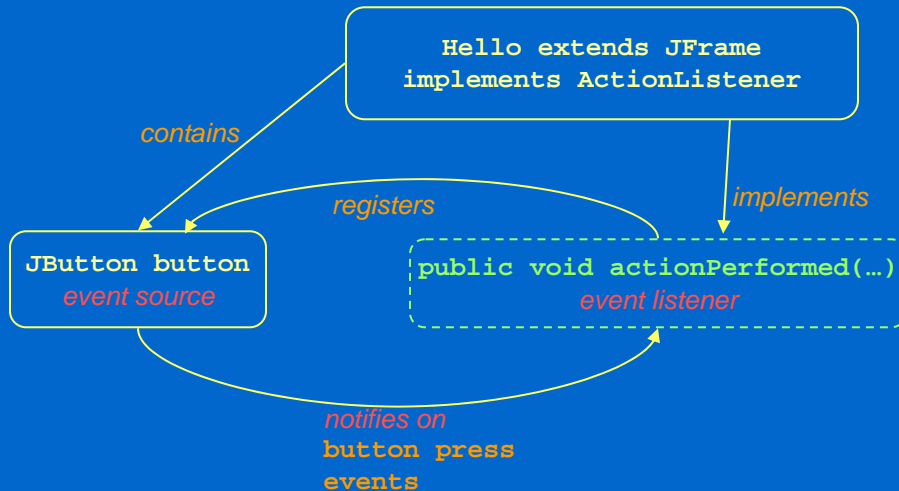 Hello extends JFrame
implements ActionListener
contains
registers
implements
JButton button
event source
public void actionPerformed(…)
event listener
notifies on
button press
events